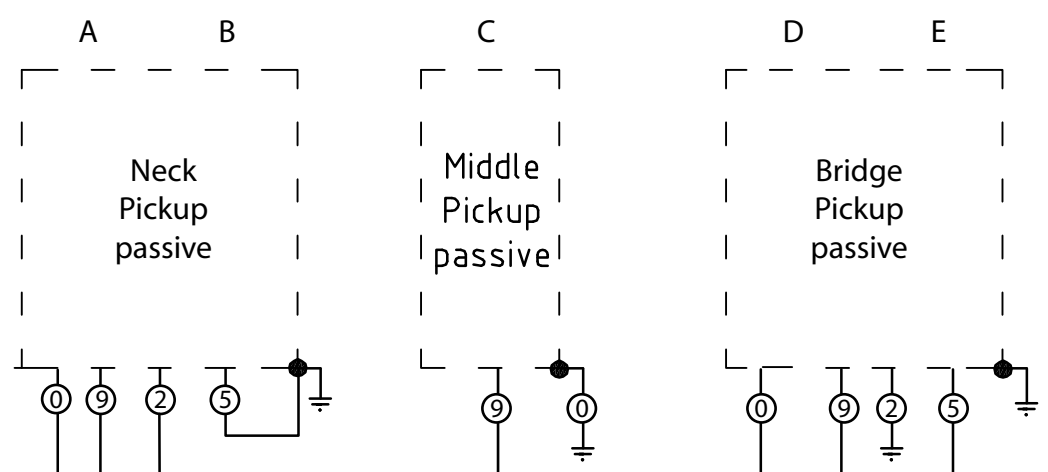 A B C D E
Neck
Pickup
passive
Middle
Pickup
passive
Bridge
Pickup
passive
0 9 2 5
9 0
0 9 2 5